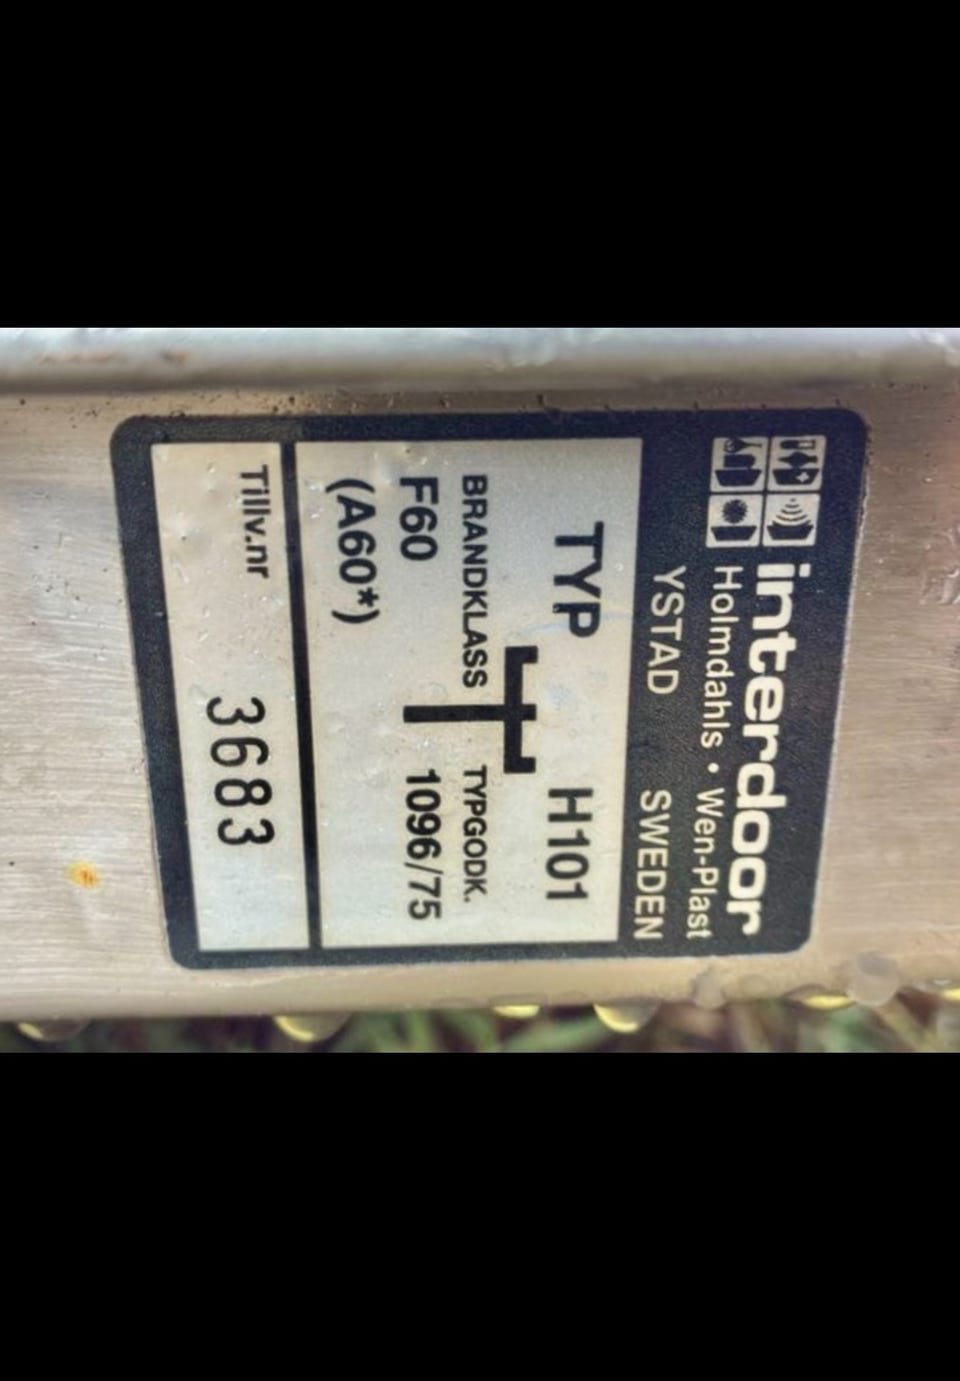 interdoor
Holmdahls • Wen-Plast
YSTAD SWEDEN
TYP H101
BRANDKLASS TYPGODK.
F60 1096/75
(A60*)
Tillv.nr 3683